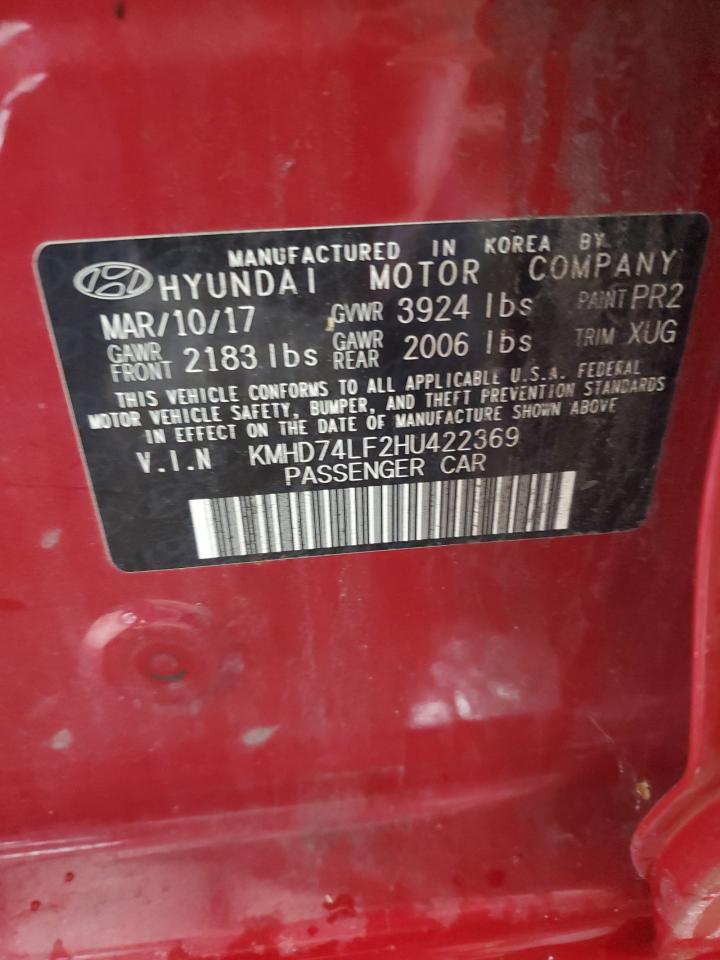 MANUFACTURED IN KOREA BY
HYUNDAI MOTOR COMPANY
MAR/10/17 GVWR 3924 lbs PAINT PR2
GAWR FRONT 2183 lbs GAWR REAR 2006 lbs TRIM XUG
THIS VEHICLE CONFORMS TO ALL APPLICABLE U.S.A. FEDERAL
MOTOR VEHICLE SAFETY, BUMPER, AND THEFT PREVENTION STANDARDS
IN EFFECT ON THE DATE OF MANUFACTURE SHOWN ABOVE
V.I.N KMHD74LF2HU422369
PASSENGER CAR